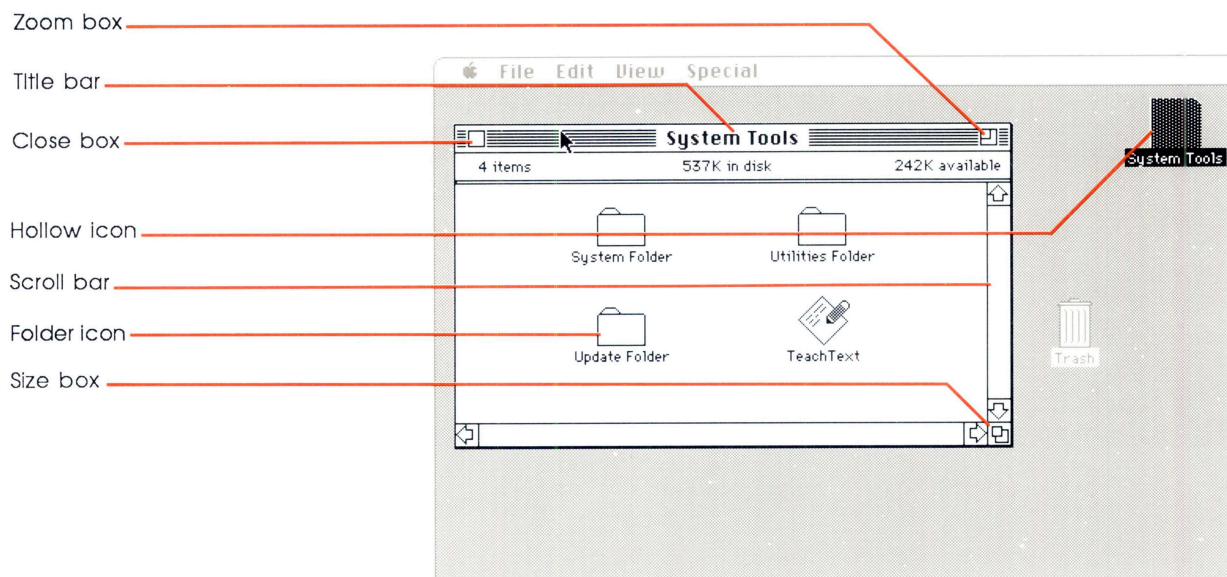 Zoom box
File Edit View Special
Title bar
Close box
System Tools
System Tools
4 items 537K in disk 242K available
Hollow icon
System Folder Utilities Folder
Scroll bar
Folder icon
Update Folder TeachText
Trash
Size box